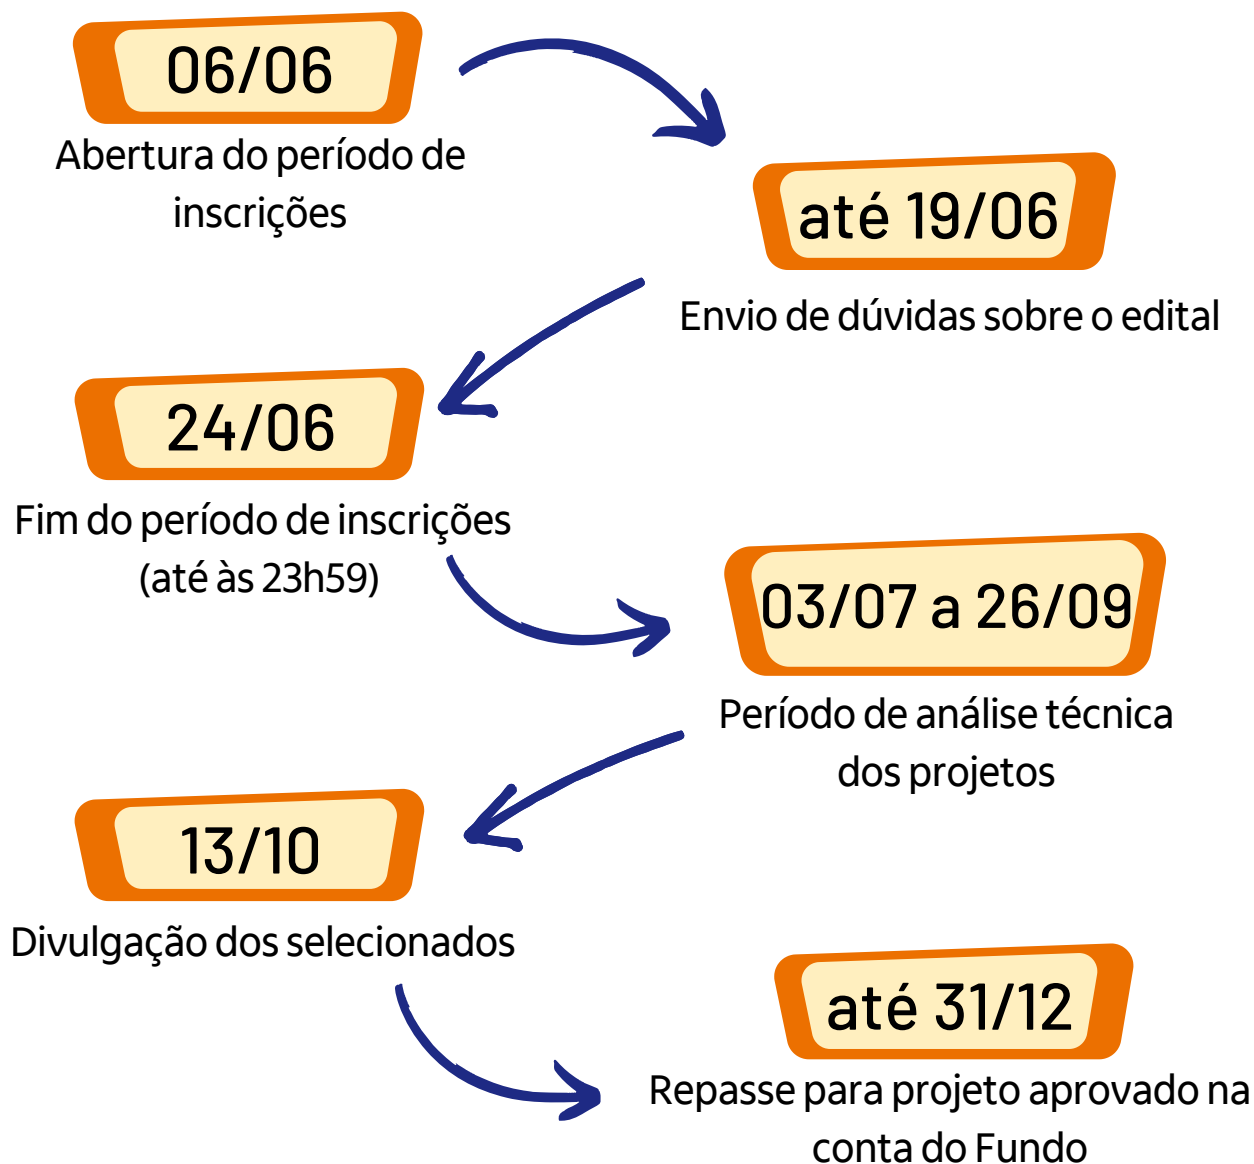 06/06
Abertura do período de
inscrições
até 19/06
Envio de dúvidas sobre o edital
24/06
Fim do período de inscrições
(até às 23h59)
03/07 a 26/09
Período de análise técnica
dos projetos
13/10
Divulgação dos selecionados
até 31/12
Repasse para projeto aprovado na
conta do Fundo